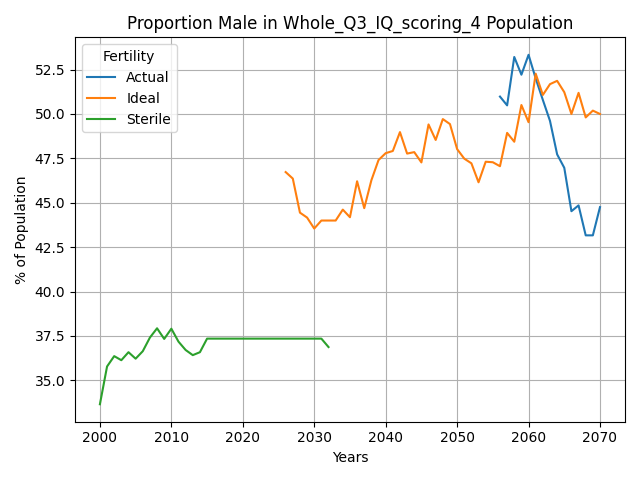 Proportion Male in Whole_Q3_IQ_scoring_4 Population
Fertility
Actual
Ideal
Sterile
% of Population
52.5
50.0
47.5
45.0
42.5
40.0
37.5
35.0
2000 2010 2020 2030 2040 2050 2060 2070
Years